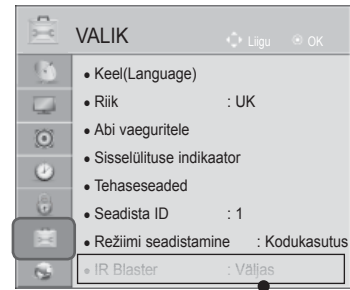 VALIK Liigu OK
• Keel(Language)
• Riik : UK
• Abi vaeguritele
• Sisselülituse indikaator
• Tehaseseaded
• Seadista ID : 1
• Režiimi seadistamine : Kodukasutus
• IR Blaster : Väljas